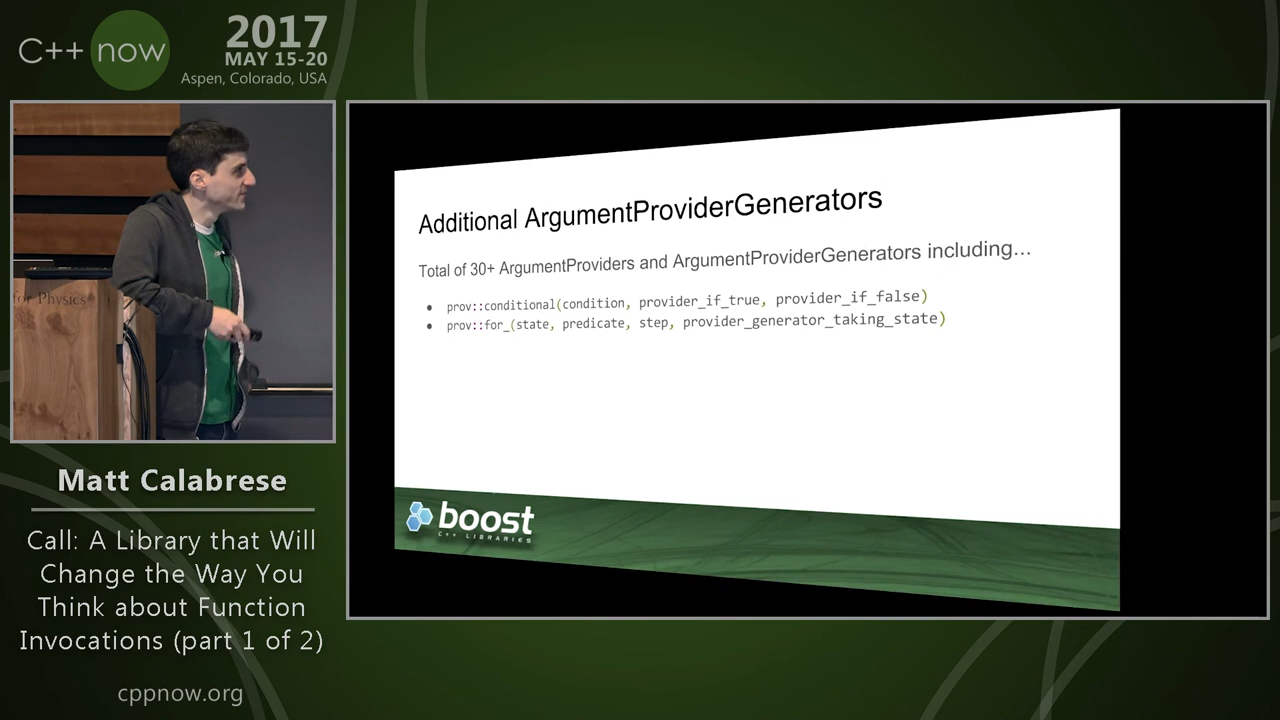 C++ now
2017
MAY 15-20
Aspen, Colorado, USA
for Physics
Matt Calabrese
Call: A Library that Will
Change the Way You
Think about Function
Invocations (part 1 of 2)
cppnow.org
Additional ArgumentProviderGenerators
Total of 30+ ArgumentProviders and ArgumentProviderGenerators including...
• prov::conditional(condition, provider_if_true, provider_if_false)
• prov::for_(state, predicate, step, provider_generator_taking_state)
boost
C++ LIBRARIES